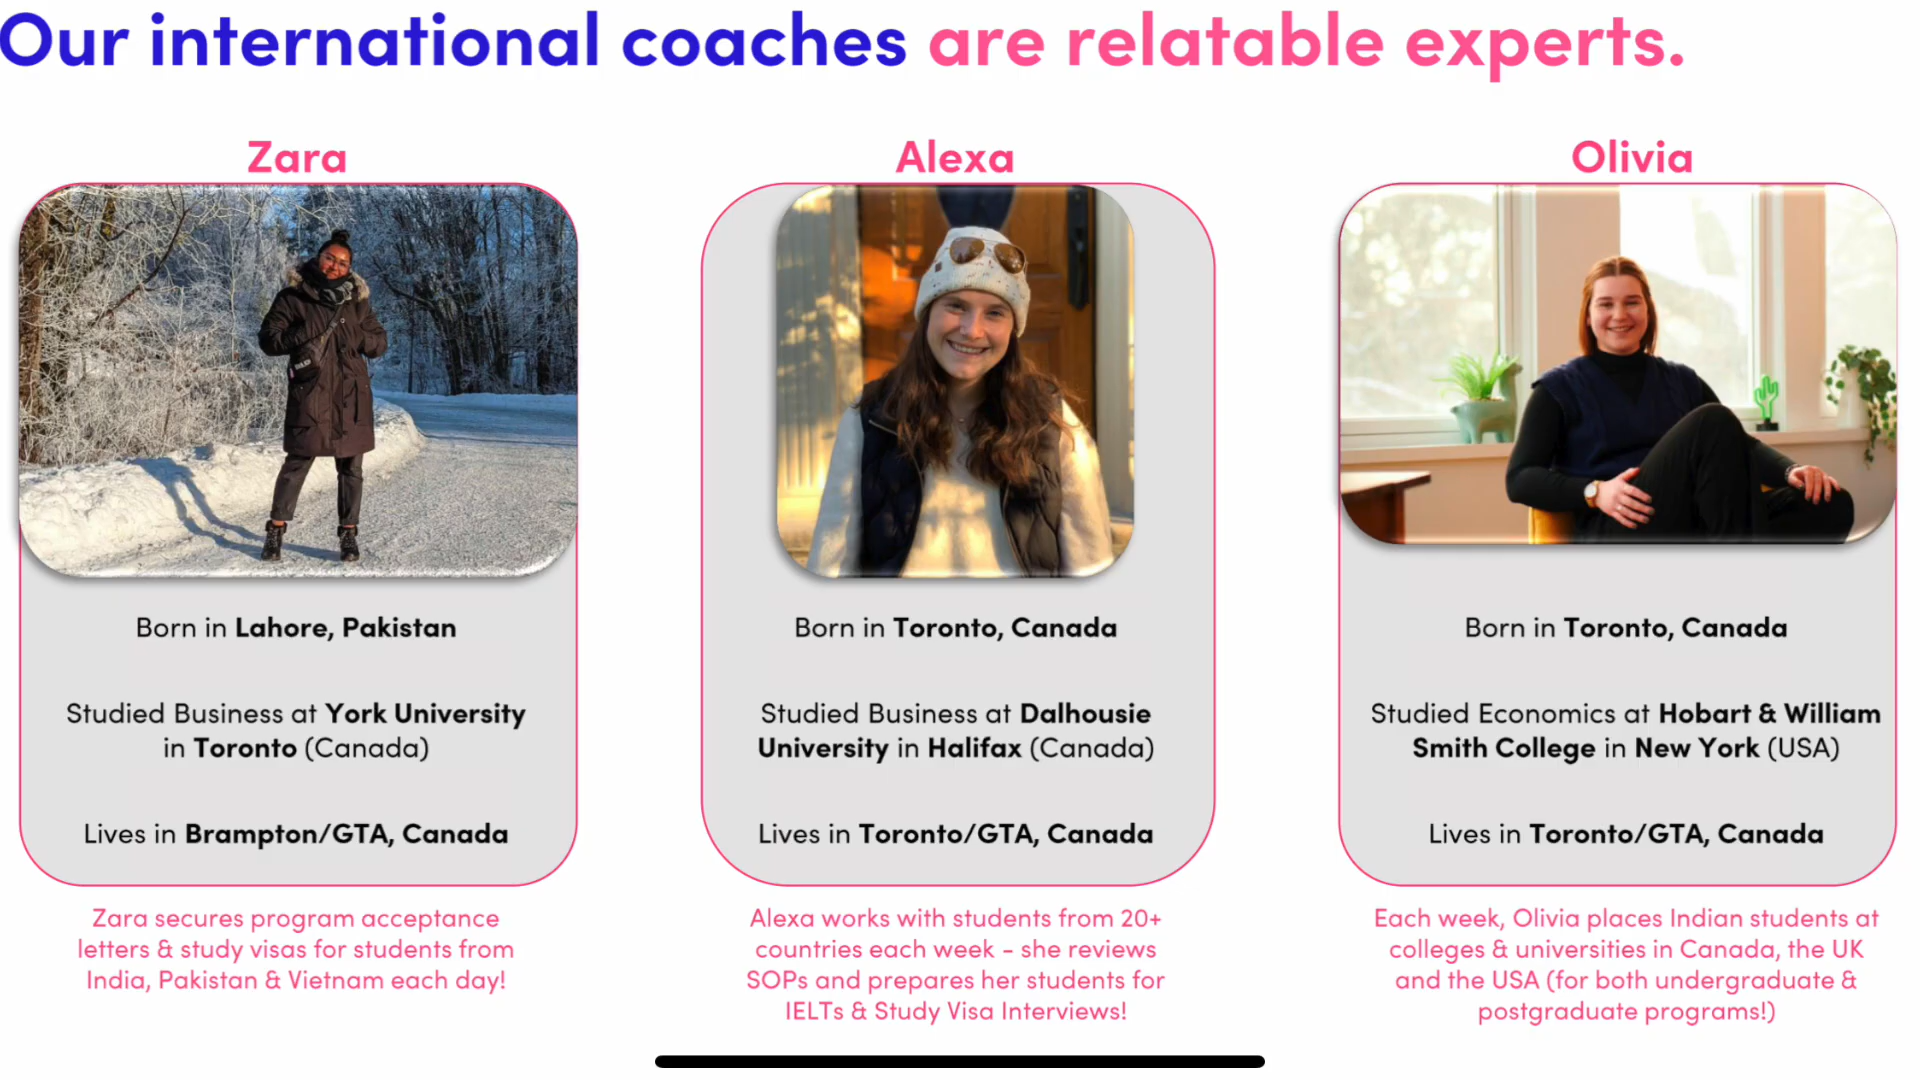 Our international coaches are relatable experts.
Zara
Born in Lahore, Pakistan
Studied Business at York University
in Toronto (Canada)
Lives in Brampton/GTA, Canada
Zara secures program acceptance
letters & study visas for students from
India, Pakistan & Vietnam each day!
Alexa
Born in Toronto, Canada
Studied Business at Dalhousie
University in Halifax (Canada)
Lives in Toronto/GTA, Canada
Alexa works with students from 20+
countries each week - she reviews
SOPs and prepares her students for
IELTs & Study Visa Interviews!
Olivia
Born in Toronto, Canada
Studied Economics at Hobart & William
Smith College in New York (USA)
Lives in Toronto/GTA, Canada
Each week, Olivia places Indian students at
colleges & universities in Canada, the UK
and the USA (for both undergraduate &
postgraduate programs!)